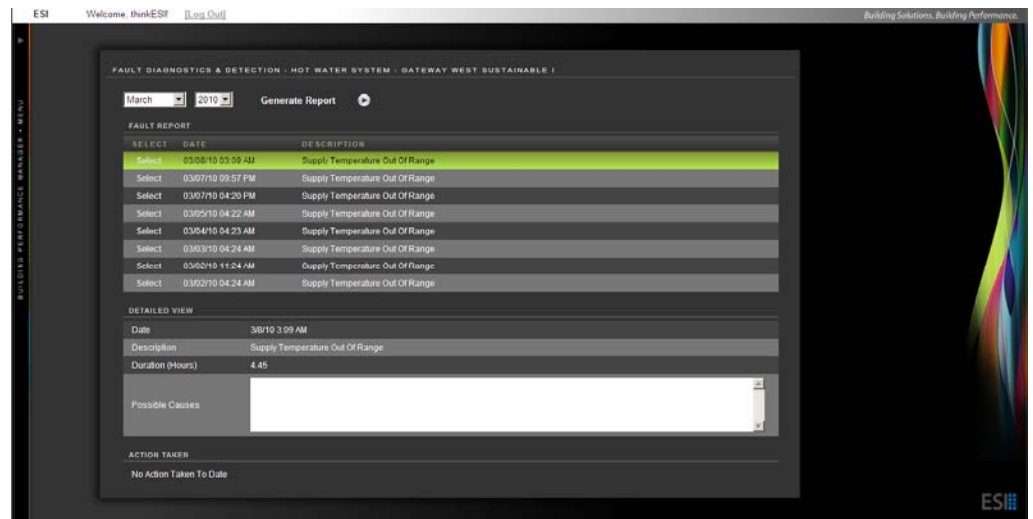 ESI Welcome, thinkESI! [Log Out] Building Solutions. Building Performance.
BUILDING PERFORMANCE MANAGER • MENU
FAULT DIAGNOSTICS & DETECTION - HOT WATER SYSTEM - GATEWAY WEST SUSTAINABLE I
March 2010 Generate Report
FAULT REPORT
SELECT DATE DESCRIPTION
Select 03/08/10 03:09 AM Supply Temperature Out Of Range
Select 03/07/10 09:57 PM Supply Temperature Out Of Range
Select 03/07/10 04:20 PM Supply Temperature Out Of Range
Select 03/05/10 04:22 AM Supply Temperature Out Of Range
Select 03/04/10 04:23 AM Supply Temperature Out Of Range
Select 03/03/10 04:24 AM Supply Temperature Out Of Range
Select 03/02/10 11:24 AM Supply Temperature Out Of Range
Select 03/02/10 04:24 AM Supply Temperature Out Of Range
DETAILED VIEW
Date 3/8/10 3:09 AM
Description Supply Temperature Out Of Range
Duration (Hours) 4.45
Possible Causes
ACTION TAKEN
No Action Taken To Date
ESI